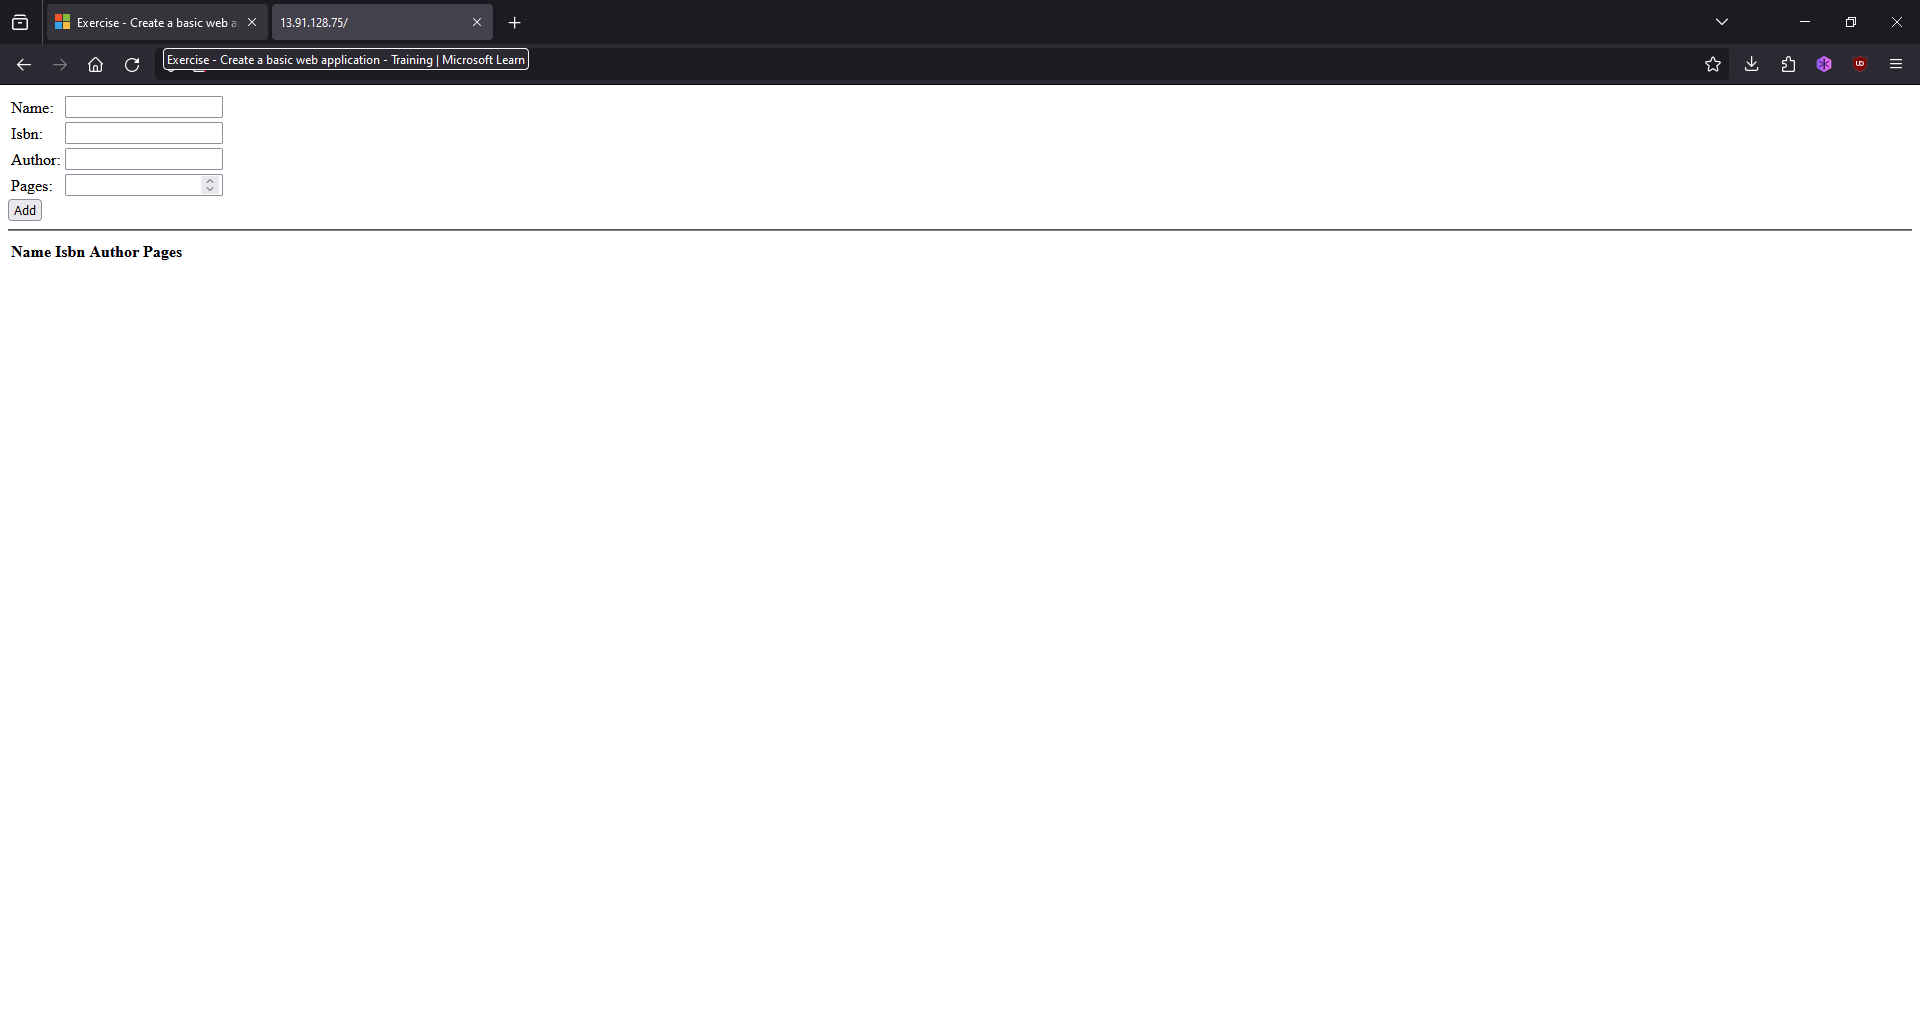 Exercise - Create a basic web a
13.91.128.75/
Exercise - Create a basic web application - Training | Microsoft Learn
Name:
Isbn:
Author:
Pages:
Add
Name Isbn Author Pages